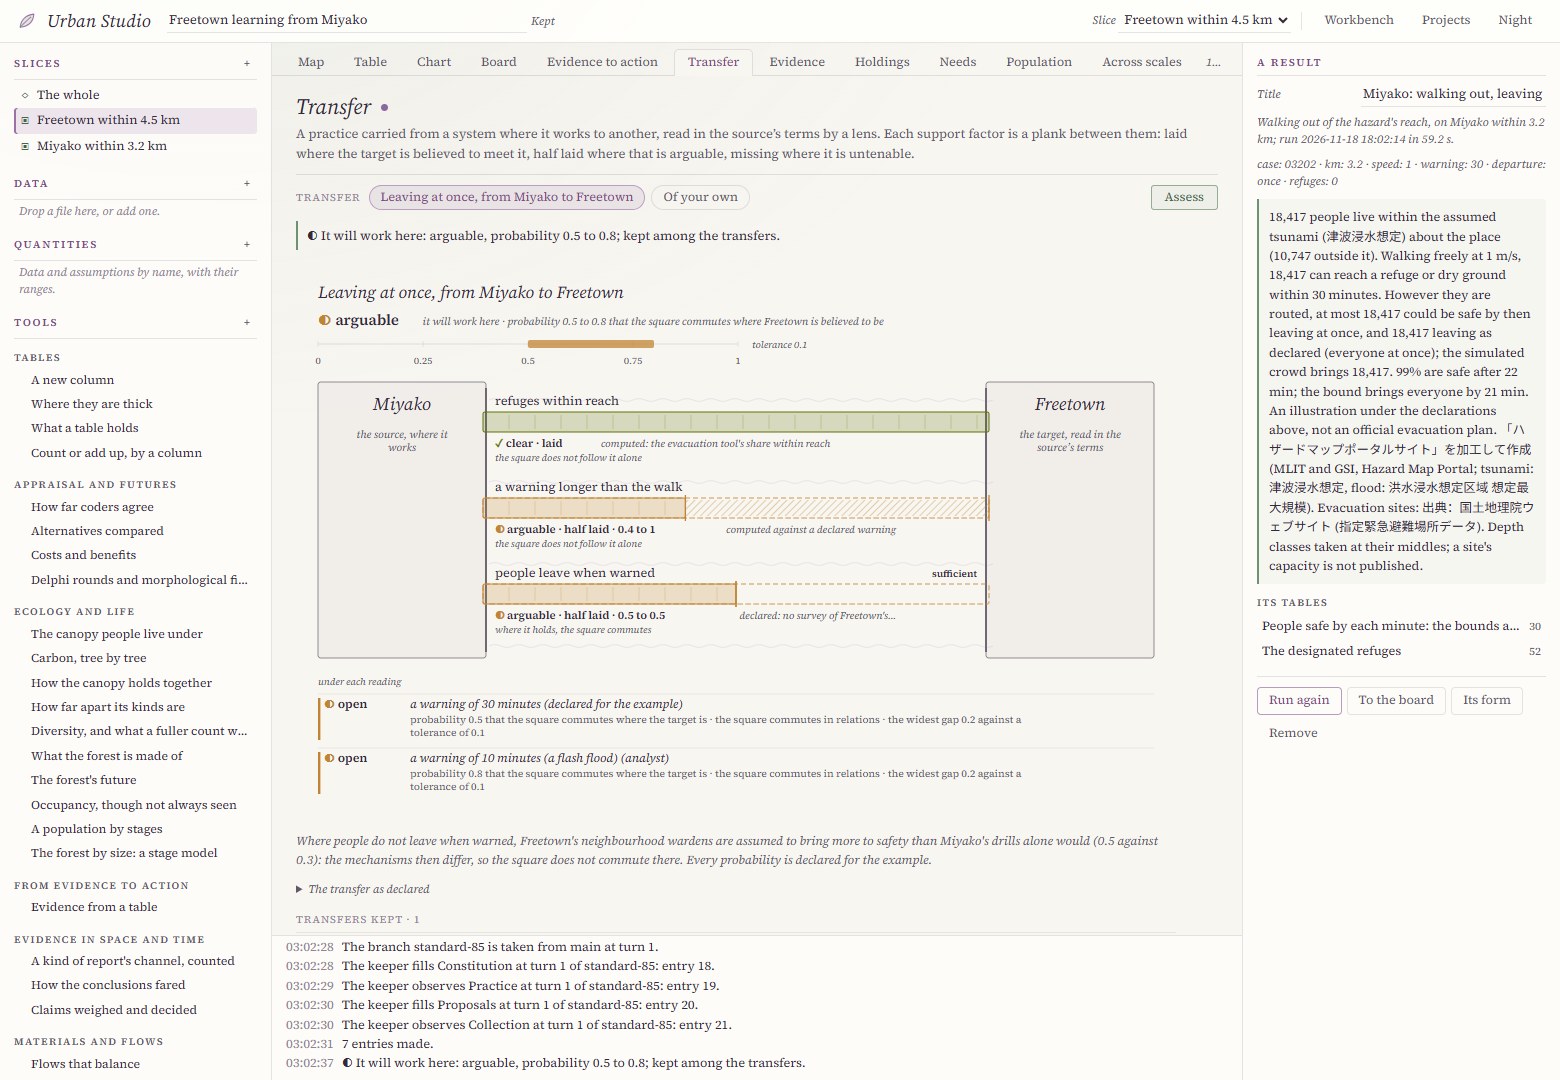 Urban Studio
Freetown learning from Miyako
Kept
Slice Freetown within 4.5 km
Workbench
Projects
Night
SLICES +
The whole
Freetown within 4.5 km
Miyako within 3.2 km
DATA +
Drop a file here, or add one.
QUANTITIES +
Data and assumptions by name, with their
ranges.
TOOLS +
TABLES
A new column
Where they are thick
What a table holds
Count or add up, by a column
APPRAISAL AND FUTURES
How far coders agree
Alternatives compared
Costs and benefits
Delphi rounds and morphological fi...
ECOLOGY AND LIFE
The canopy people live under
Carbon, tree by tree
How the canopy holds together
How far apart its kinds are
Diversity, and what a fuller count w...
What the forest is made of
The forest's future
Occupancy, though not always seen
A population by stages
The forest by size: a stage model
FROM EVIDENCE TO ACTION
Evidence from a table
EVIDENCE IN SPACE AND TIME
A kind of report's channel, counted
How the conclusions fared
Claims weighed and decided
MATERIALS AND FLOWS
Flows that balance
Map
Table
Chart
Board
Evidence to action
Transfer
Evidence
Holdings
Needs
Population
Across scales
1...
Transfer
A practice carried from a system where it works to another, read in the source's terms by a lens. Each support factor is a plank between them: laid
where the target is believed to meet it, half laid where that is arguable, missing where it is untenable.
TRANSFER
Leaving at once, from Miyako to Freetown
Of your own
Assess
It will work here: arguable, probability 0.5 to 0.8; kept among the transfers.
Leaving at once, from Miyako to Freetown
arguable
it will work here · probability 0.5 to 0.8 that the square commutes where Freetown is believed to be
tolerance 0.1
0 0.25 0.5 0.75 1
Miyako
the source, where it
works
Freetown
the target, read in the
source's terms
refuges within reach
✓ clear · laid
computed: the evacuation tool's share within reach
the square does not follow it alone
a warning longer than the walk
arguable · half laid · 0.4 to 1
computed against a declared warning
the square does not follow it alone
people leave when warned
sufficient
arguable · half laid · 0.5 to 0.5
declared: no survey of Freetown's...
where it holds, the square commutes
under each reading
open
a warning of 30 minutes (declared for the example)
probability 0.5 that the square commutes where the target is · the square commutes in relations · the widest gap 0.2 against a
tolerance of 0.1
open
a warning of 10 minutes (a flash flood) (analyst)
probability 0.8 that the square commutes where the target is · the square commutes in relations · the widest gap 0.2 against a
tolerance of 0.1
Where people do not leave when warned, Freetown's neighbourhood wardens are assumed to bring more to safety than Miyako's drills alone would (0.5 against
0.3): the mechanisms then differ, so the square does not commute there. Every probability is declared for the example.
The transfer as declared
TRANSFERS KEPT · 1
03:02:28 The branch standard-85 is taken from main at turn 1.
03:02:28 The keeper fills Constitution at turn 1 of standard-85: entry 18.
03:02:29 The keeper observes Practice at turn 1 of standard-85: entry 19.
03:02:30 The keeper fills Proposals at turn 1 of standard-85: entry 20.
03:02:30 The keeper observes Collection at turn 1 of standard-85: entry 21.
03:02:31 7 entries made.
03:02:37 It will work here: arguable, probability 0.5 to 0.8; kept among the transfers.
A RESULT
Title Miyako: walking out, leaving
Walking out of the hazard's reach, on Miyako within 3.2
km; run 2026-11-18 18:02:14 in 59.2 s.
case: 03202 · km: 3.2 · speed: 1 · warning: 30 · departure:
once · refuges: 0
18,417 people live within the assumed
tsunami (津波浸水想定) about the place
(10,747 outside it). Walking freely at 1 m/s,
18,417 can reach a refuge or dry ground
within 30 minutes. However they are
routed, at most 18,417 could be safe by then
leaving at once, and 18,417 leaving as
declared (everyone at once); the simulated
crowd brings 18,417. 99% are safe after 22
min; the bound brings everyone by 21 min.
An illustration under the declarations
above, not an official evacuation plan. 「ハ
ザードマップポータルサイト」を加工して作成
(MLIT and GSI, Hazard Map Portal; tsunami:
津波浸水想定, flood: 洪水浸水想定区域 想定最
大規模). Evacuation sites: 出典：国土地理院ウ
ェブサイト (指定緊急避難場所データ). Depth
classes taken at their middles; a site's
capacity is not published.
ITS TABLES
People safe by each minute: the bounds a... 30
The designated refuges 52
Run again
To the board
Its form
Remove